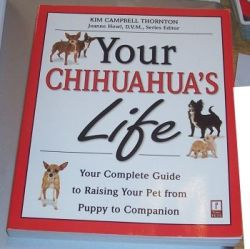 KIM CAMPBELL THORNTON
Joanne Howl, D.V.M., Series Editor
Your
CHIHUAHUA'S
Life
Your Complete Guide
to Raising Your Pet from
Puppy to Companion